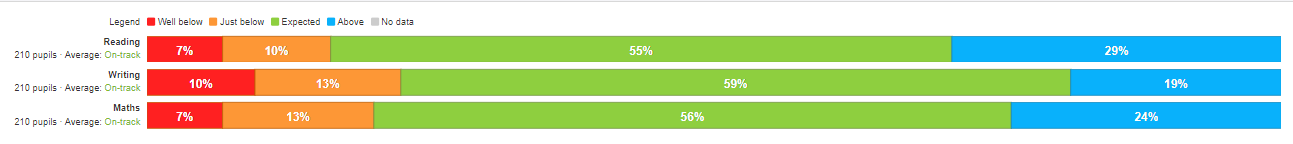 Legend Well below Just below Expected Above No data
Reading
210 pupils · Average: On-track
7% 10% 55% 29%
Writing
210 pupils · Average: On-track
10% 13% 59% 19%
Maths
210 pupils · Average: On-track
7% 13% 56% 24%